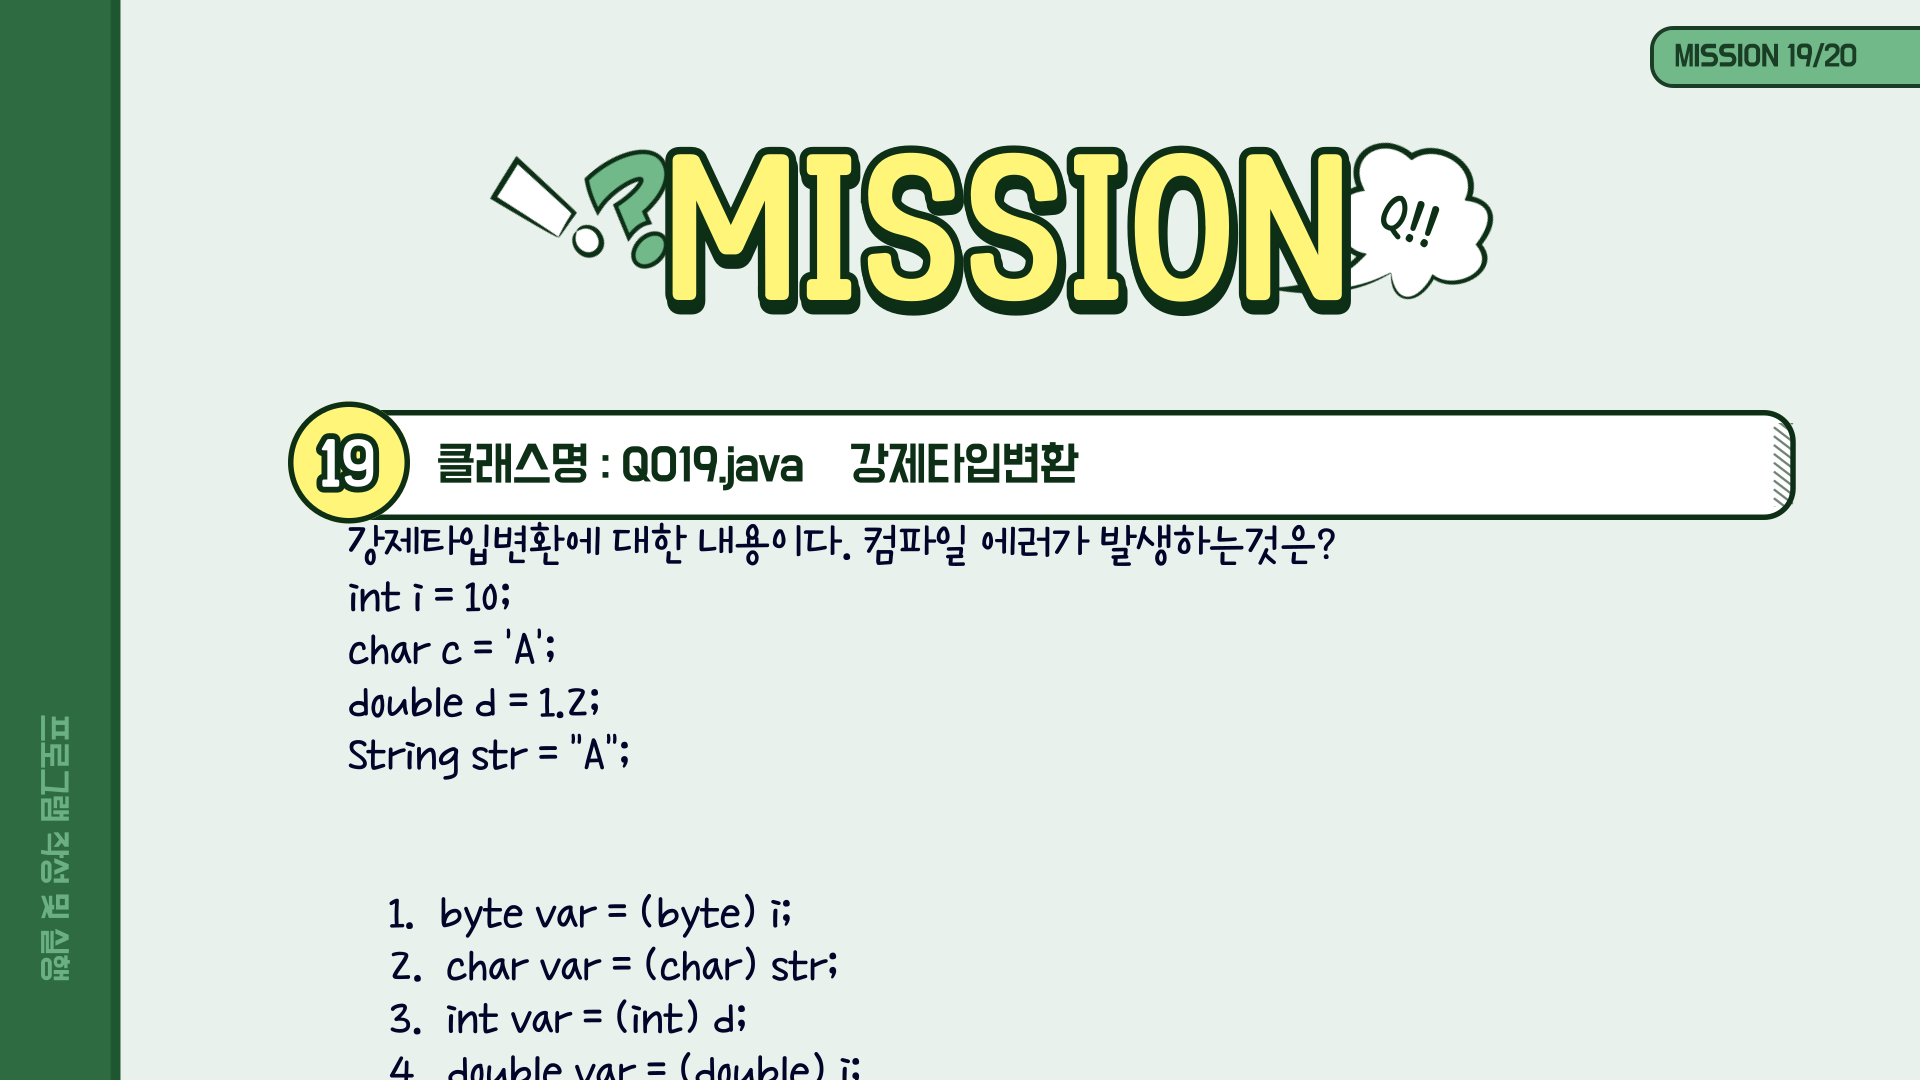 MISSION 19/20
MISSION
Q!!
19
클래스명 : Q019.java 강제타입변환
강제타입변환에 대한 내용이다. 컴파일 에러가 발생하는것은?
int i = 10;
char c = 'A';
double d = 1.2;
String str = "A";
1. byte var = (byte) i;
2. char var = (char) str;
3. int var = (int) d;
4. double var = (double) i;
프로그램 작성 및 실행